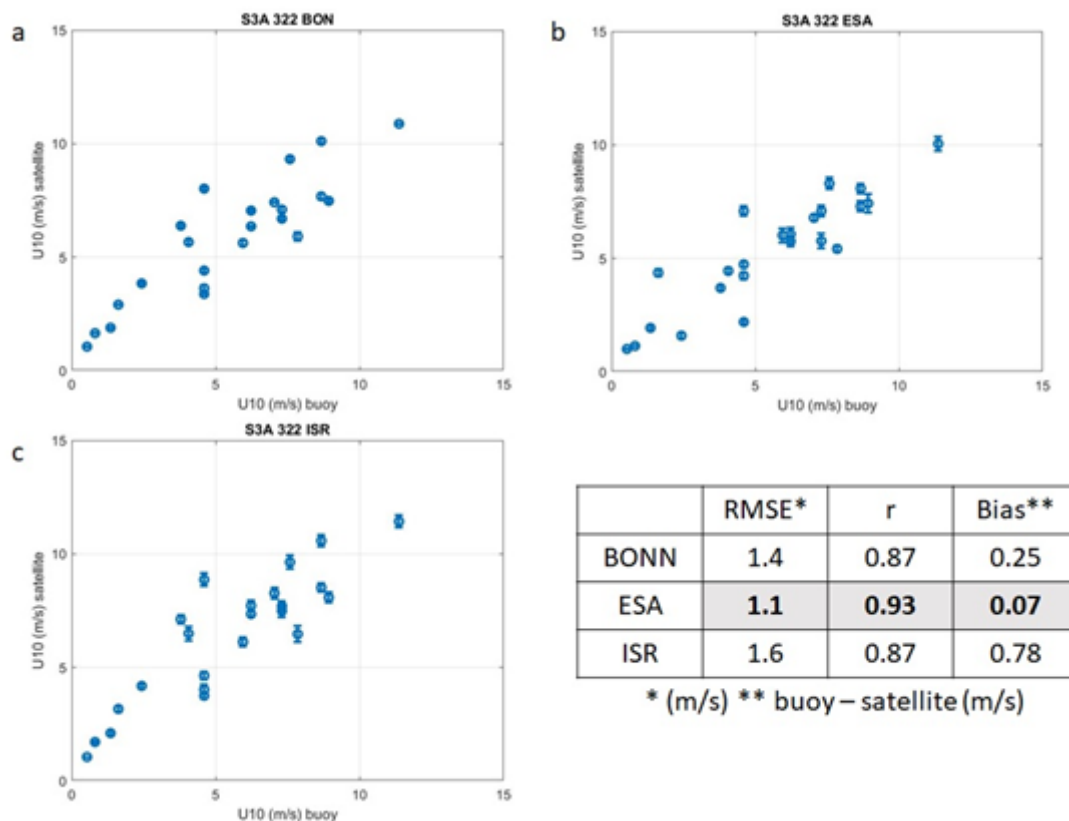 a
S3A 322 BON
15
10
5
0
U10 (m/s) satellite
0 5 10 15
U10 (m/s) buoy
b
S3A 322 ESA
15
10
5
0
U10 (m/s) satellite
0 5 10 15
U10 (m/s) buoy
c
S3A 322 ISR
15
10
5
0
U10 (m/s) satellite
0 5 10 15
U10 (m/s) buoy
RMSE* r Bias**
BONN 1.4 0.87 0.25
ESA 1.1 0.93 0.07
ISR 1.6 0.87 0.78
* (m/s) ** buoy – satellite (m/s)